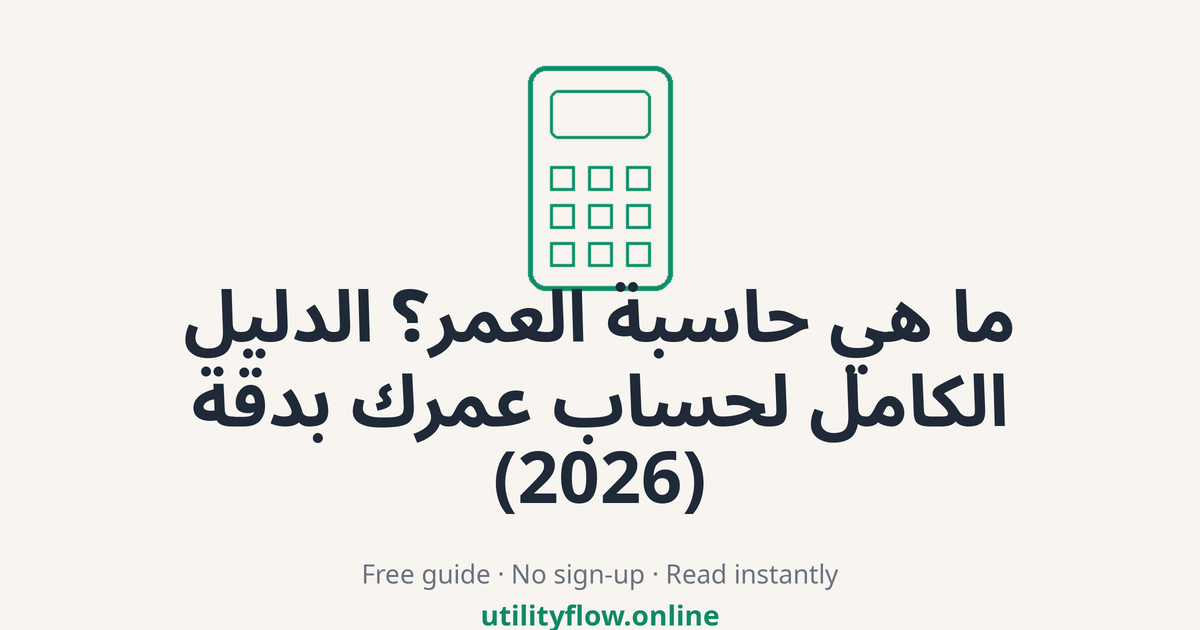 ما هي حاسبة العمر؟ الدليل
الكامل لحساب عمرك بدقة
(2026)
Free guide · No sign-up · Read instantly
utilityflow.online